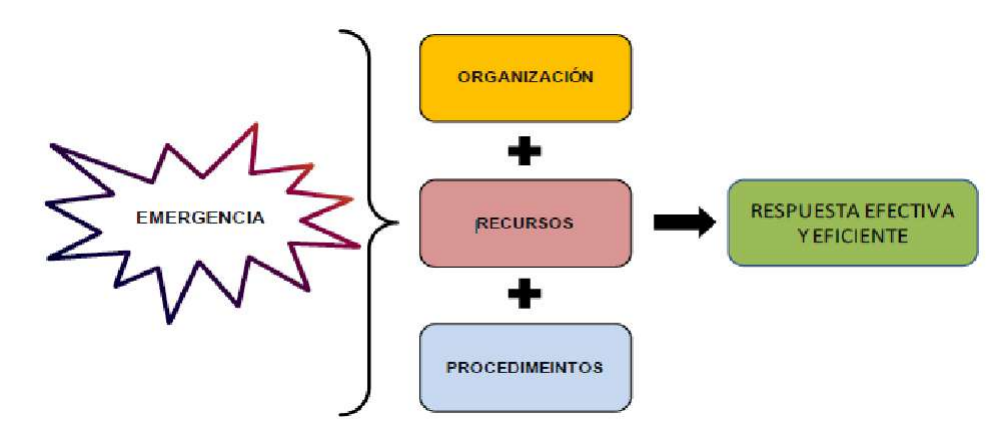 ORGANIZACIÓN
EMERGENCIA
RECURSOS
RESPUESTA EFECTIVA
Y EFICIENTE
PROCEDIMEINTOS